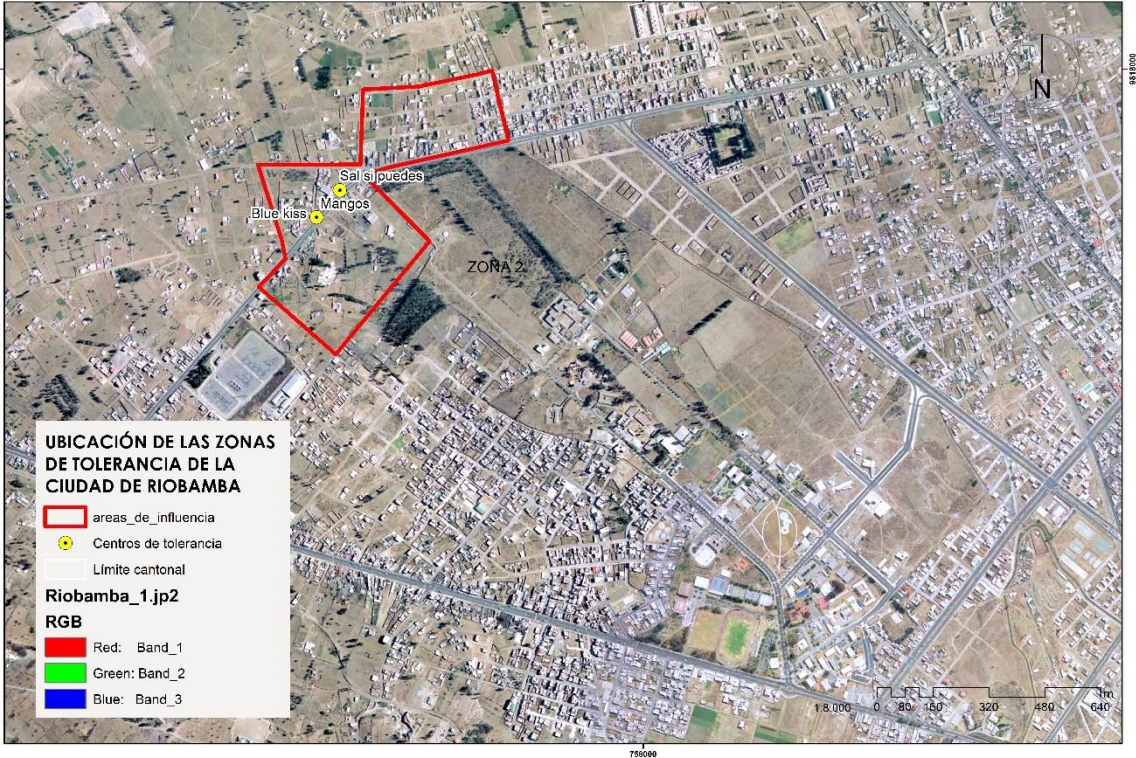 9818000
N
Sal si puedes
Mangos
Blue kiss
ZONA 2
UBICACIÓN DE LAS ZONAS
DE TOLERANCIA DE LA
CIUDAD DE RIOBAMBA
areas_de_influencia
Centros de tolerancia
Límite cantonal
Riobamba_1.jp2
RGB
Red: Band_1
Green: Band_2
Blue: Band_3
1:8.000
0 80 160 320 480 640
m
758000